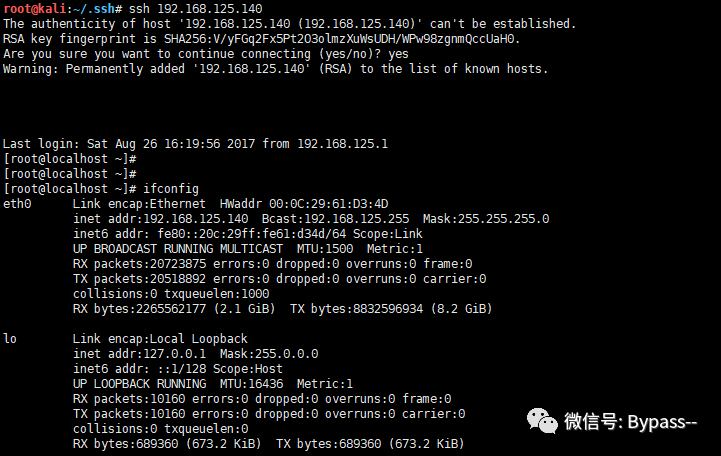 root@kali:~/.ssh# ssh 192.168.125.140
The authenticity of host '192.168.125.140 (192.168.125.140)' can't be established.
RSA key fingerprint is SHA256:V/yFGq2Fx5Pt2O3olmzXuWsUDH/WPw98zgnmQccUaH0.
Are you sure you want to continue connecting (yes/no)? yes
Warning: Permanently added '192.168.125.140' (RSA) to the list of known hosts.
Last login: Sat Aug 26 16:19:56 2017 from 192.168.125.1
[root@localhost ~]#
[root@localhost ~]#
[root@localhost ~]# ifconfig
eth0      Link encap:Ethernet  HWaddr 00:0C:29:61:D3:4D
          inet addr:192.168.125.140  Bcast:192.168.125.255  Mask:255.255.255.0
          inet6 addr: fe80::20c:29ff:fe61:d34d/64 Scope:Link
          UP BROADCAST RUNNING MULTICAST  MTU:1500  Metric:1
          RX packets:20723875 errors:0 dropped:0 overruns:0 frame:0
          TX packets:20518892 errors:0 dropped:0 overruns:0 carrier:0
          collisions:0 txqueuelen:1000
          RX bytes:2265562177 (2.1 GiB)  TX bytes:8832596934 (8.2 GiB)
lo        Link encap:Local Loopback
          inet addr:127.0.0.1  Mask:255.0.0.0
          inet6 addr: ::1/128 Scope:Host
          UP LOOPBACK RUNNING  MTU:16436  Metric:1
          RX packets:10160 errors:0 dropped:0 overruns:0 frame:0
          TX packets:10160 errors:0 dropped:0 overruns:0 carrier:0
          collisions:0 txqueuelen:0
          RX bytes:689360 (673.2 KiB)  TX bytes:689360 (673.2 KiB)
微信号: Bypass--